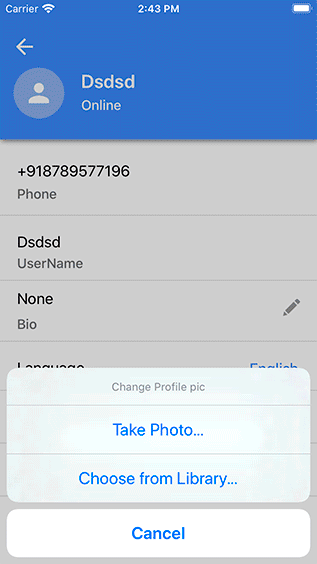 Carrier 2:43 PM
Dsdsd
Online
+918789577196
Phone
Dsdsd
UserName
None
Bio
Language English
Change Profile pic
Take Photo...
Choose from Library...
Cancel